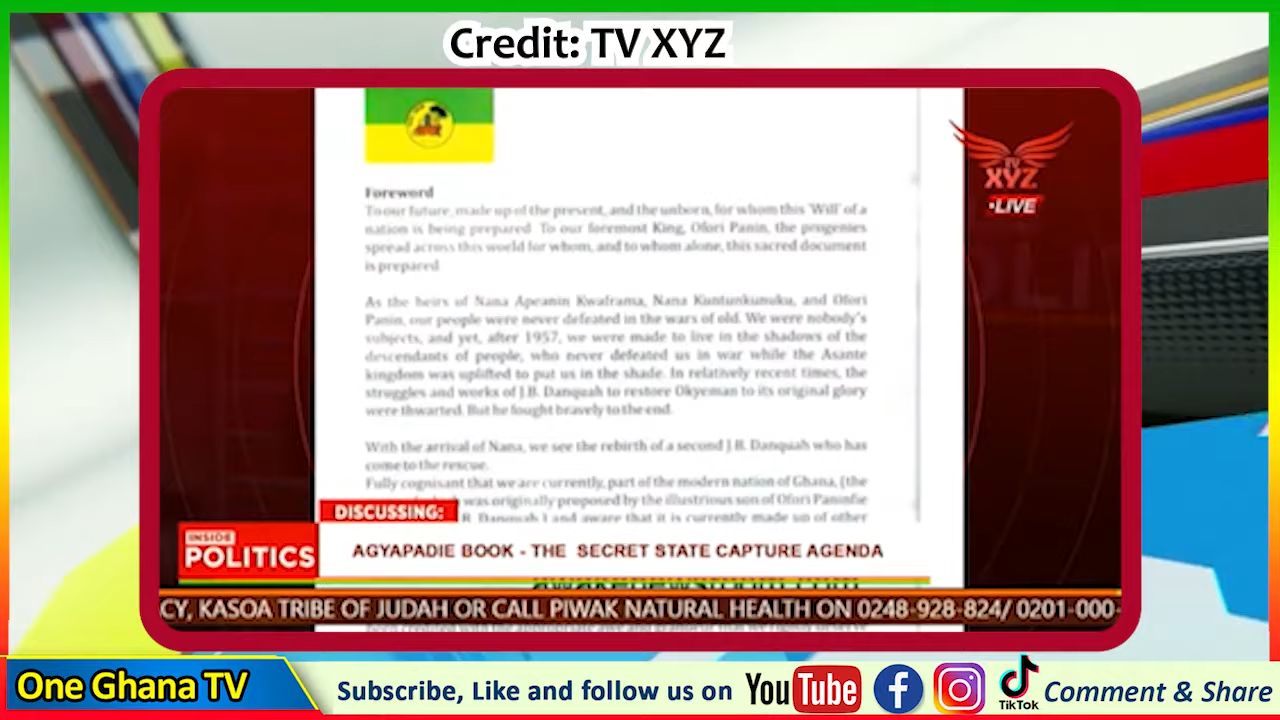 Credit: TV XYZ
TV
XYZ
•LIVE
Foreword
To our future, made up of the present, and the unborn, for whom this 'Will' of a
nation is being prepared. To our foremost King, Ofori Panin, the progenies
spread across this world for whom, and to whom alone, this sacred document
is prepared.
As the heirs of Nana Apeanin Kwaframa, Nana Kuntunkunuku, and Ofori
Panin, our people were never defeated in the wars of old. We were nobody's
subjects, and yet, after 1957, we were made to live in the shadows of the
descendants of people, who never defeated us in war while the Asante
kingdom was uplifted to put us in the shade. In relatively recent times, the
struggles and works of J.B. Danquah to restore Okyeman to its original glory
were thwarted. But he fought bravely to the end.
With the arrival of Nana, we see the rebirth of a second J.B. Danquah who has
come to the rescue.
Fully cognisant that we are currently, part of the modern nation of Ghana, (the
was originally proposed by the illustrious son of Ofori Paninfie
B. Danquah ) and aware that it is currently made up of other
DISCUSSING:
INSIDE
POLITICS
AGYAPADIE BOOK - THE SECRET STATE CAPTURE AGENDA
CY, KASOA TRIBE OF JUDAH OR CALL PIWAK NATURAL HEALTH ON 0248-928-824/ 0201-000-
One Ghana TV
Subscribe, Like and follow us on
YouTube
TikTok
Comment & Share